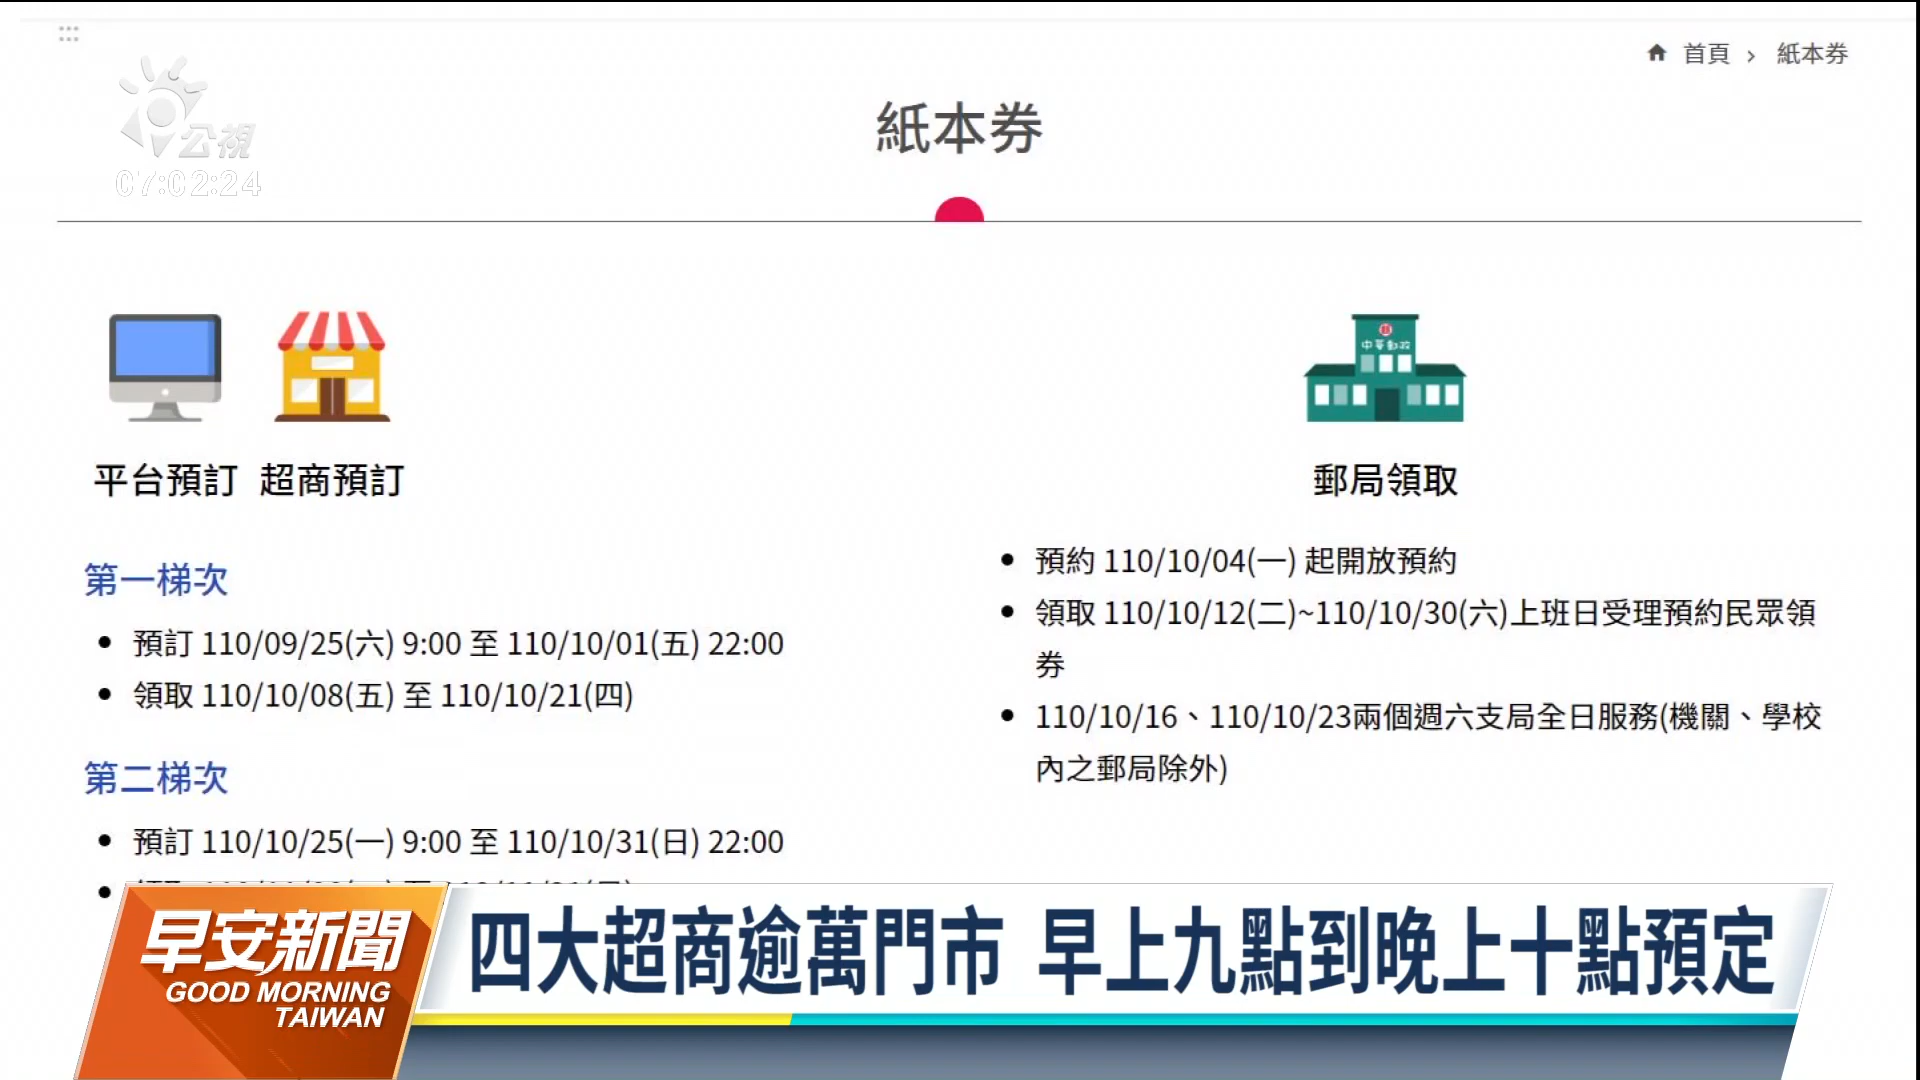 首頁 › 紙本券
公視
07:02:24
紙本券
中華郵政
平台預訂 超商預訂
第一梯次
預訂 110/09/25(六) 9:00 至 110/10/01(五) 22:00
領取 110/10/08(五) 至 110/10/21(四)
第二梯次
預訂 110/10/25(一) 9:00 至 110/10/31(日) 22:00
郵局領取
預約 110/10/04(一) 起開放預約
領取 110/10/12(二)~110/10/30(六)上班日受理預約民眾領
券
110/10/16、110/10/23兩個週六支局全日服務(機關、學校
內之郵局除外)
早安新聞
GOOD MORNING
TAIWAN
四大超商逾萬門市 早上九點到晚上十點預定